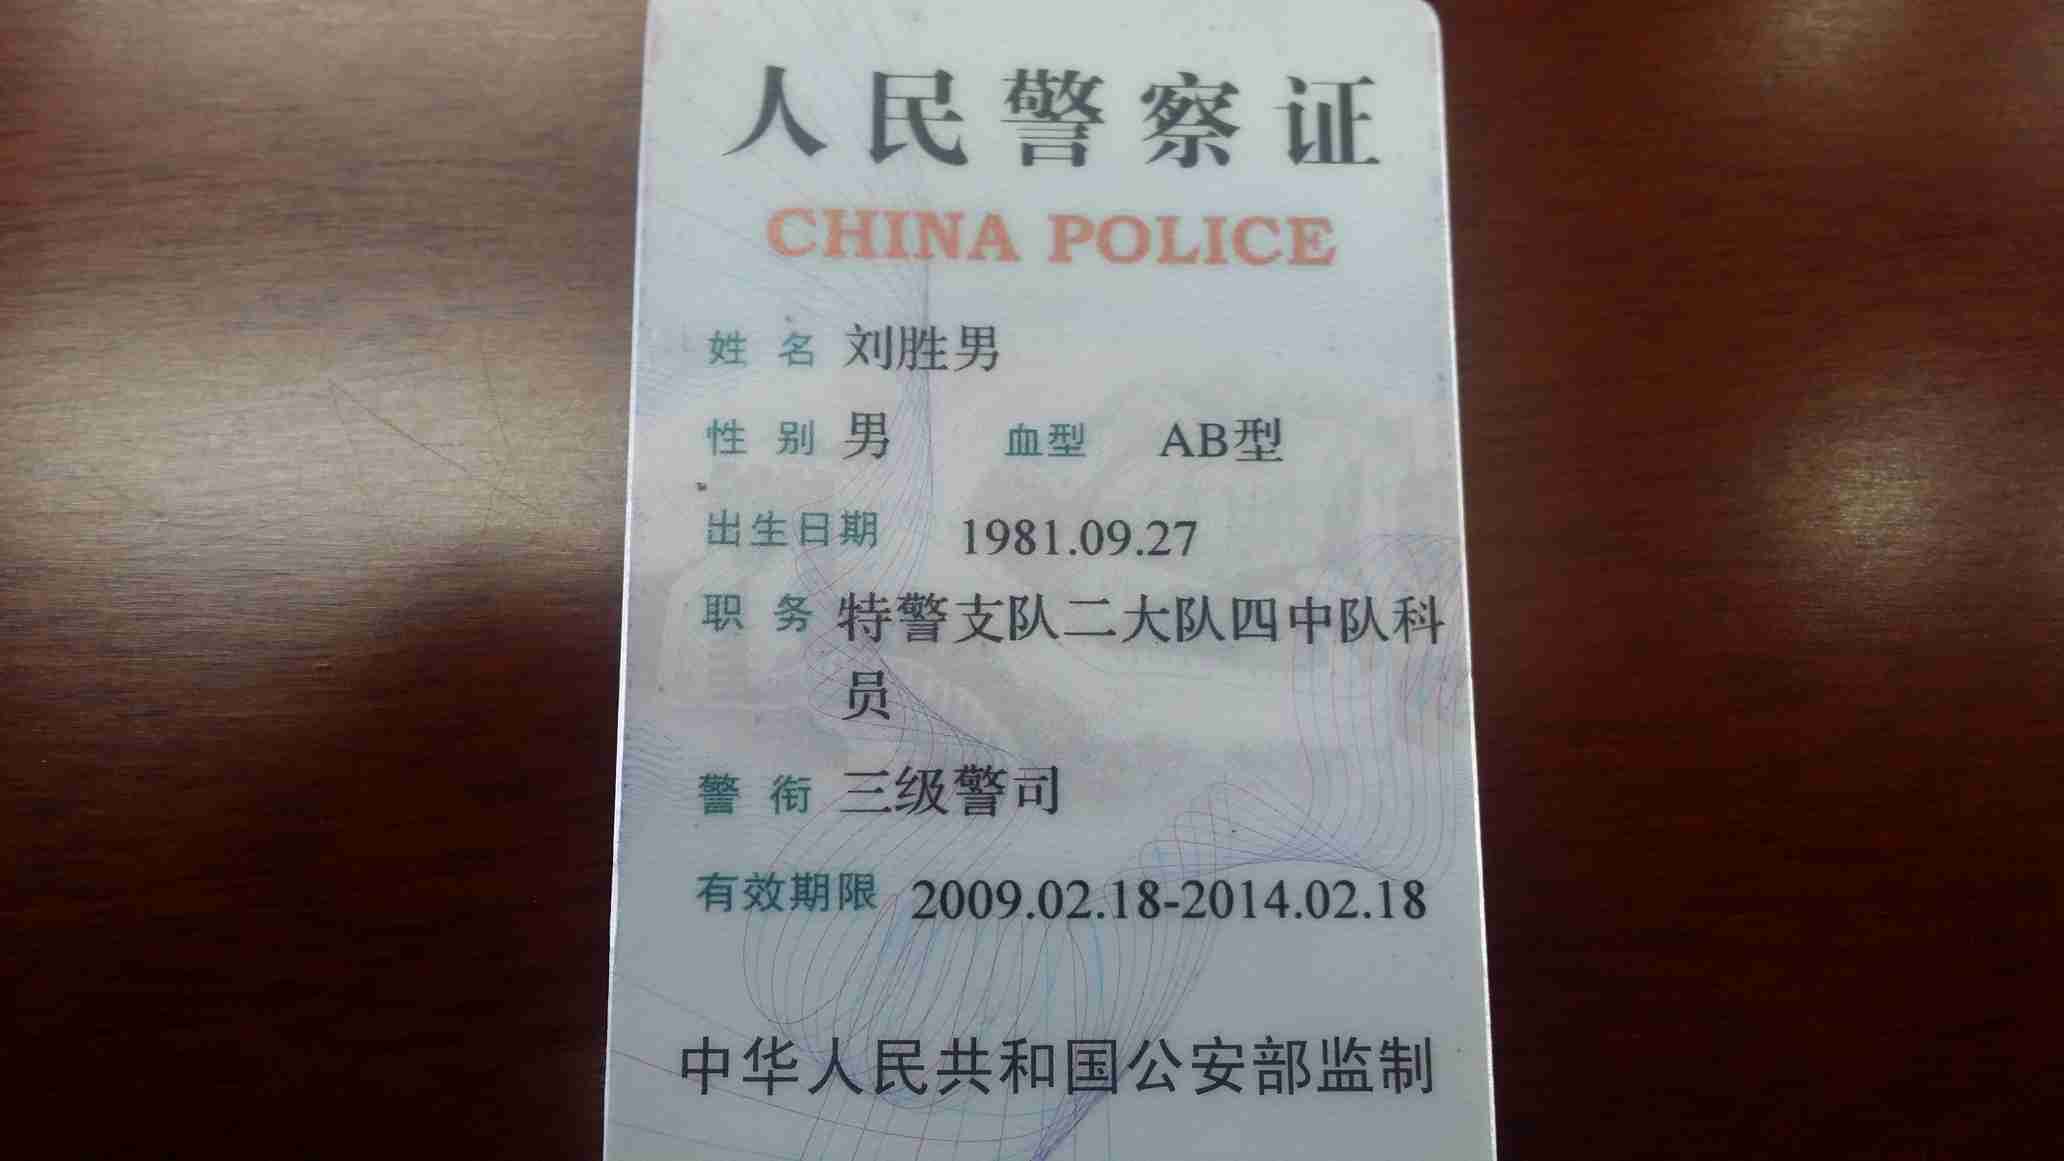 人民警察证
CHINA POLICE
姓 名 刘胜男
性 别 男 血型 AB型
出生日期 1981.09.27
职 务 特警支队二大队四中队科
员
警 衔 三级警司
有效期限 2009.02.18-2014.02.18
中华人民共和国公安部监制